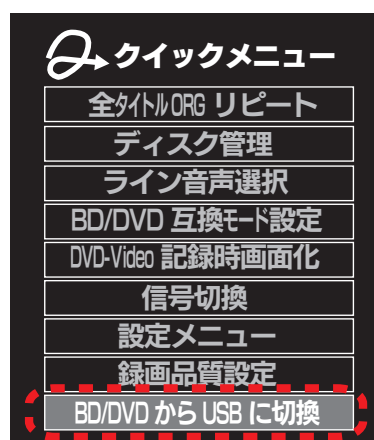 クイックメニュー
全タイトルORG リピート
ディスク管理
ライン音声選択
BD/DVD 互換モード設定
DVD-Video 記録時画面化
信号切換
設定メニュー
録画品質設定
BD/DVD から USB に切換